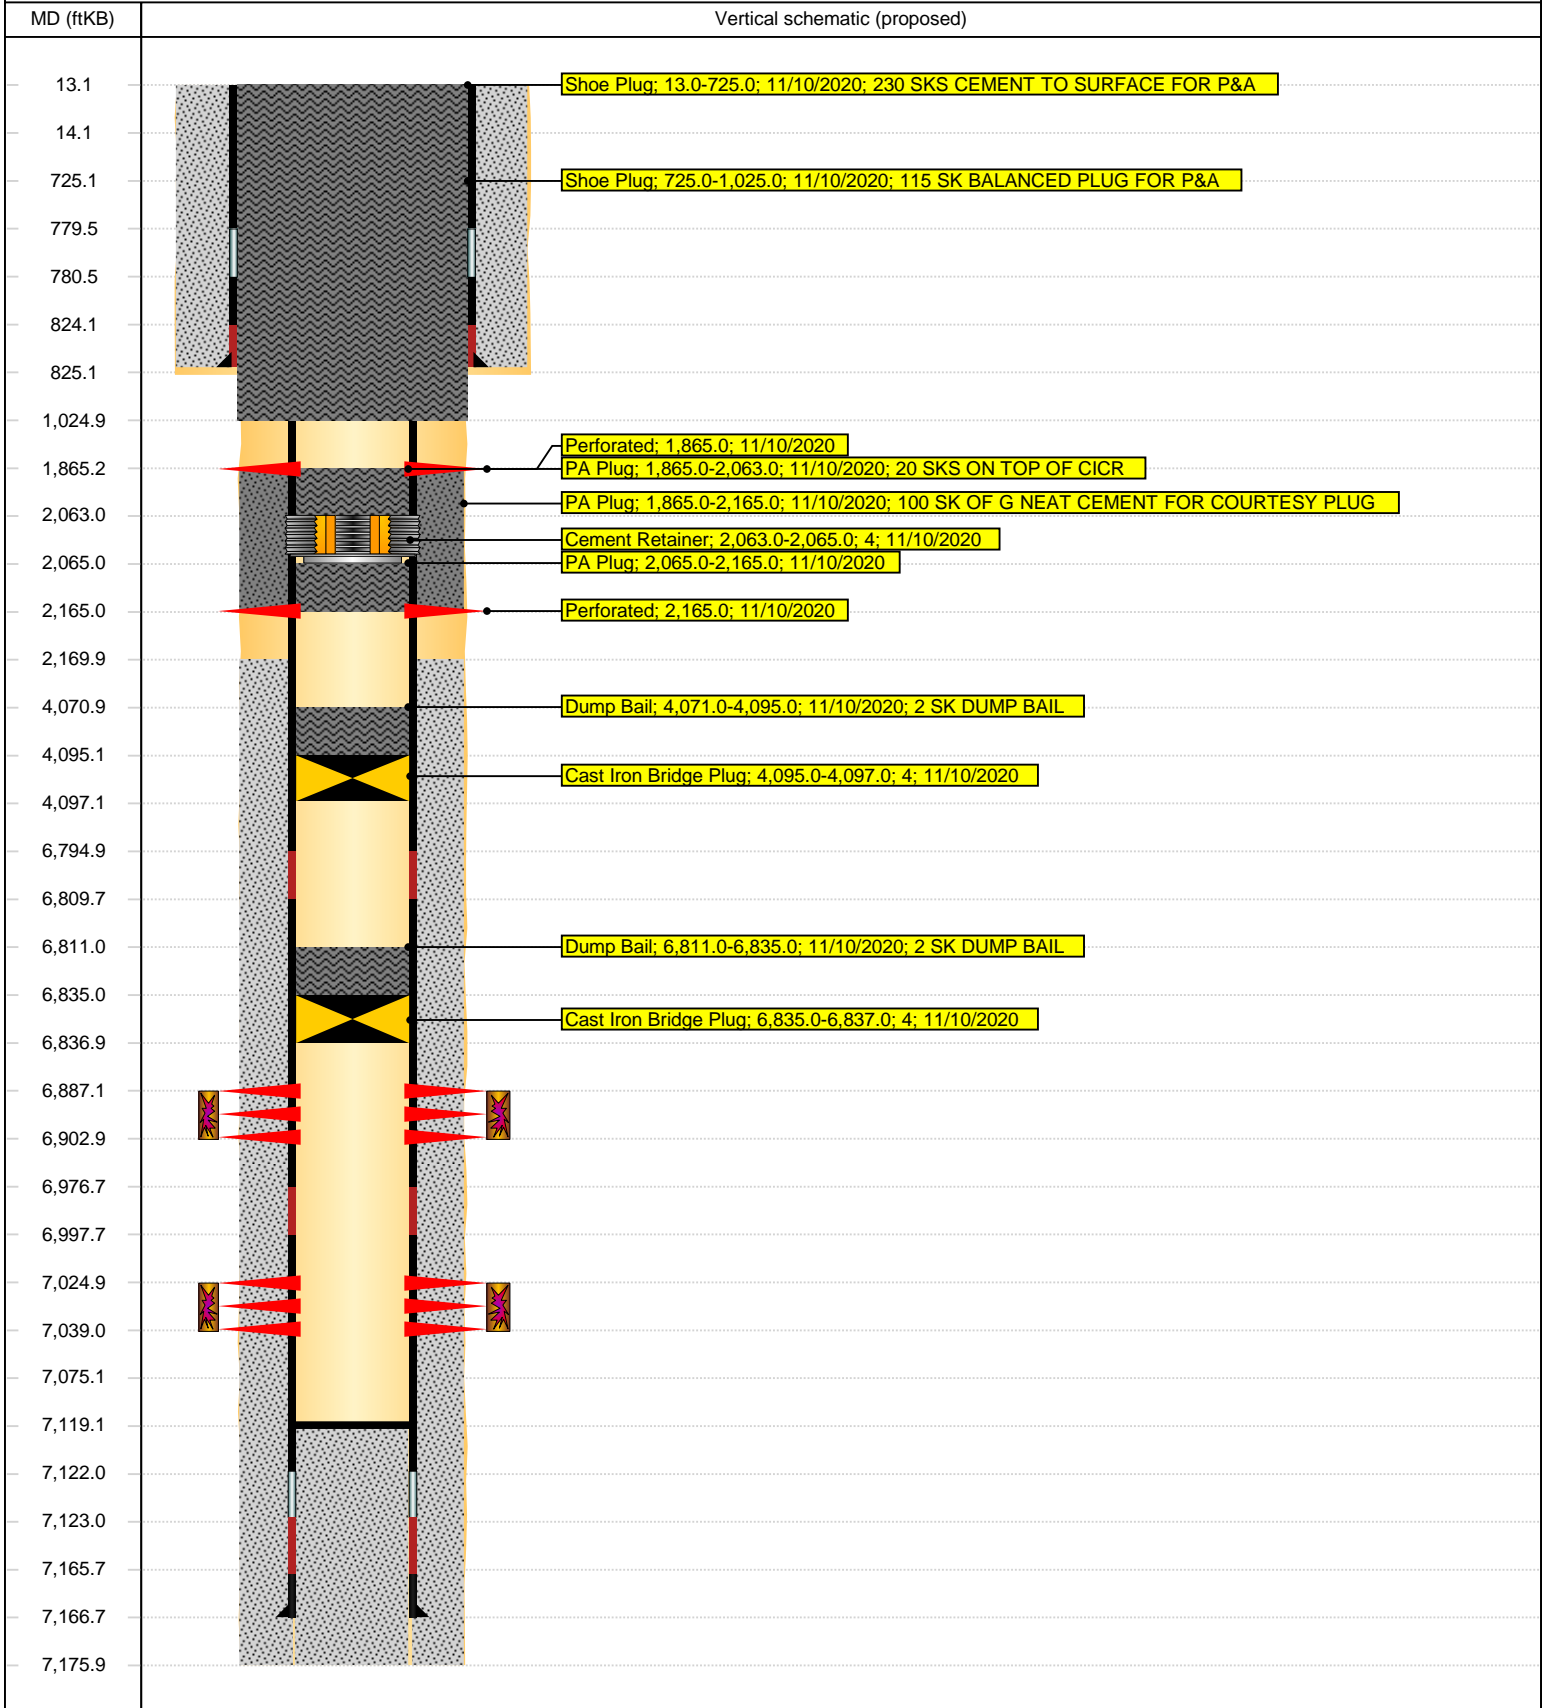 MD (ftKB) Vertical schematic (proposed)
13.1 Shoe Plug; 13.0-725.0; 11/10/2020; 230 SKS CEMENT TO SURFACE FOR P&A
14.1
725.1 Shoe Plug; 725.0-1,025.0; 11/10/2020; 115 SK BALANCED PLUG FOR P&A
779.5
780.5
824.1
825.1
1,024.9
Perforated; 1,865.0; 11/10/2020
1,865.2 PA Plug; 1,865.0-2,063.0; 11/10/2020; 20 SKS ON TOP OF CICR
PA Plug; 1,865.0-2,165.0; 11/10/2020; 100 SK OF G NEAT CEMENT FOR COURTESY PLUG
2,063.0
Cement Retainer; 2,063.0-2,065.0; 4; 11/10/2020
2,065.0 PA Plug; 2,065.0-2,165.0; 11/10/2020
2,165.0 Perforated; 2,165.0; 11/10/2020
2,169.9
4,070.9 Dump Bail; 4,071.0-4,095.0; 11/10/2020; 2 SK DUMP BAIL
4,095.1
Cast Iron Bridge Plug; 4,095.0-4,097.0; 4; 11/10/2020
4,097.1
6,794.9
6,809.7
6,811.0 Dump Bail; 6,811.0-6,835.0; 11/10/2020; 2 SK DUMP BAIL
6,835.0
Cast Iron Bridge Plug; 6,835.0-6,837.0; 4; 11/10/2020
6,836.9
6,887.1
6,902.9
6,976.7
6,997.7
7,024.9
7,039.0
7,075.1
7,119.1
7,122.0
7,123.0
7,165.7
7,166.7
7,175.9